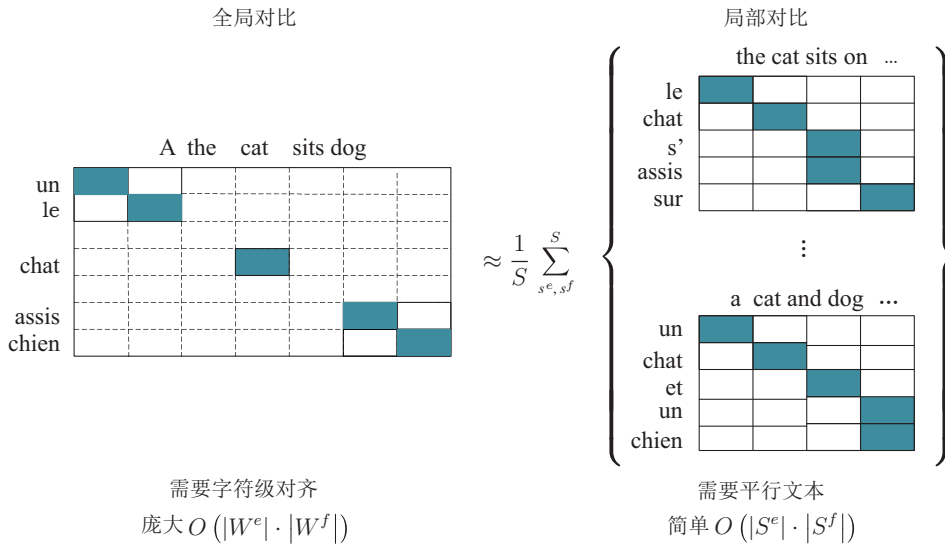 全局对比
A the cat sits dog
un
le
chat
assis
chien
需要字符级对齐
庞大 O (|W^e| · |W^f|)
≈ \frac{1}{S} \sum_{s^e, s^f}^{S}
局部对比
the cat sits on ...
le
chat
s'
assis
sur
⋮
a cat and dog ...
un
chat
et
un
chien
需要平行文本
简单 O (|S^e| · |S^f|)